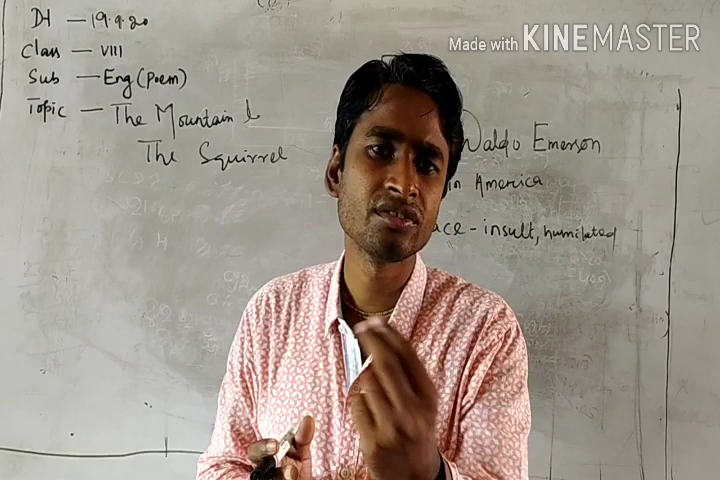 Made with KINEMASTER
Dt — 19.9.20
Class — VIII
Sub — Eng (Poem)
Topic — The Mountain &
The Squirrel
Waldo Emerson
in America
ace - insult, humilated